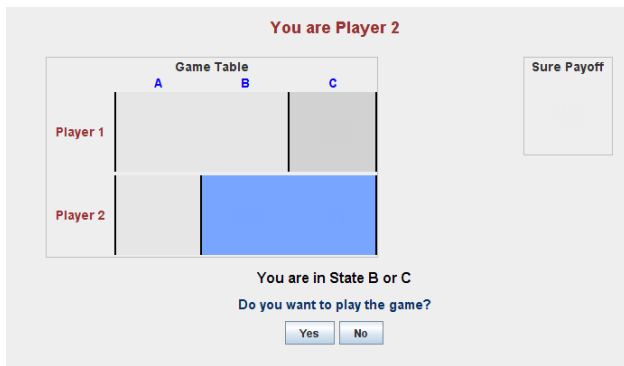 You are Player 2
Game Table
Sure Payoff
A B C
Player 1
Player 2
You are in State B or C
Do you want to play the game?
Yes No